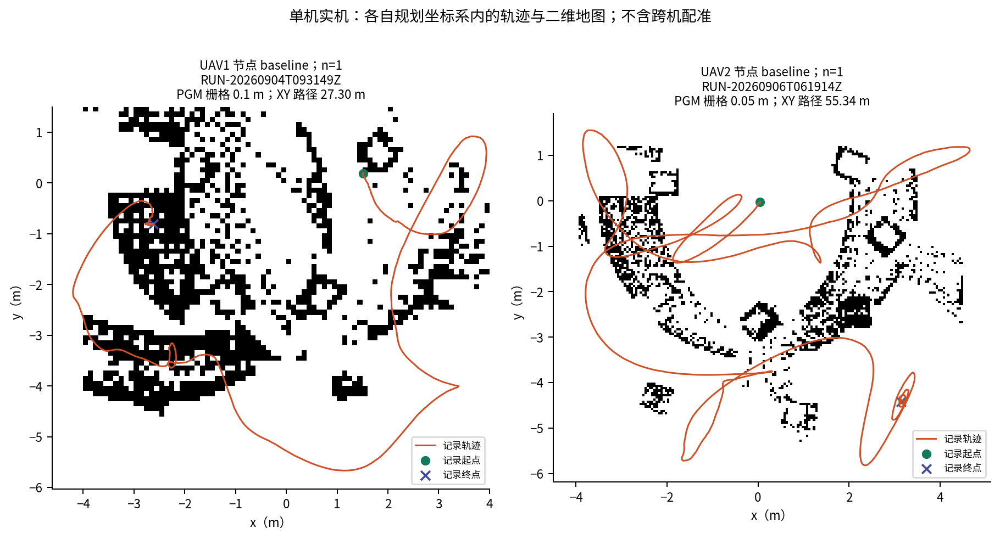 单机实机：各自规划坐标系内的轨迹与二维地图；不含跨机配准
UAV1 节点 baseline；n=1
RUN-20260904T093149Z
PGM 栅格 0.1 m；XY 路径 27.30 m
1
0
−1
−2
−3
−4
−5
−6
y（m）
−4
−3
−2
−1
0
1
2
3
4
x（m）
记录轨迹
记录起点
记录终点
UAV2 节点 baseline；n=1
RUN-20260906T061914Z
PGM 栅格 0.05 m；XY 路径 55.34 m
1
0
−1
−2
−3
−4
−5
−6
y（m）
−4
−2
0
2
4
x（m）
记录轨迹
记录起点
记录终点